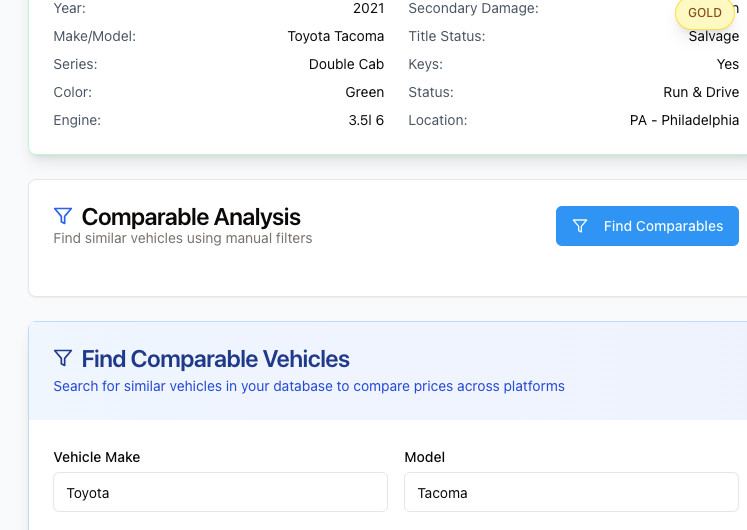 Year: 2021 Secondary Damage: GOLD
Make/Model: Toyota Tacoma Title Status: Salvage
Series: Double Cab Keys: Yes
Color: Green Status: Run & Drive
Engine: 3.5l 6 Location: PA - Philadelphia
Comparable Analysis
Find similar vehicles using manual filters
Find Comparables
Find Comparable Vehicles
Search for similar vehicles in your database to compare prices across platforms
Vehicle Make Model
Toyota Tacoma